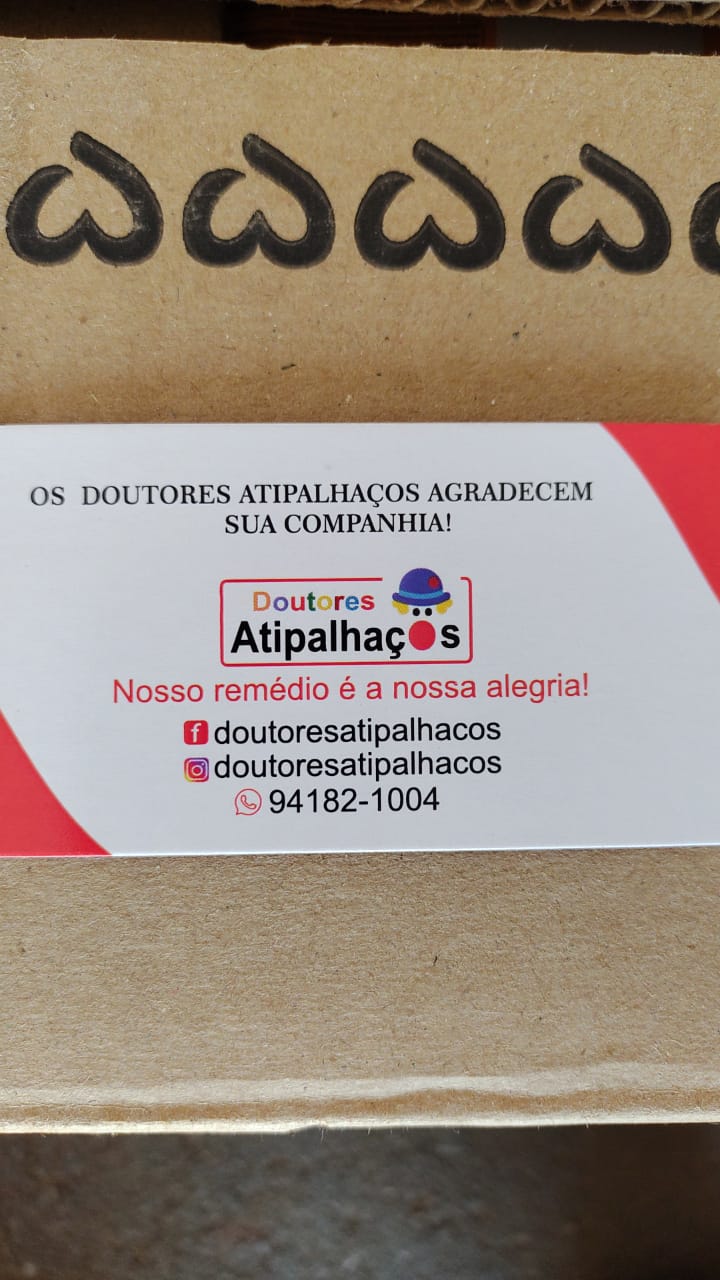 OS DOUTORES ATIPALHAÇOS AGRADECEM
SUA COMPANHIA!
Doutores
Atipalhaços
Nosso remédio é a nossa alegria!
doutoresatipalhacos
doutoresatipalhacos
94182-1004